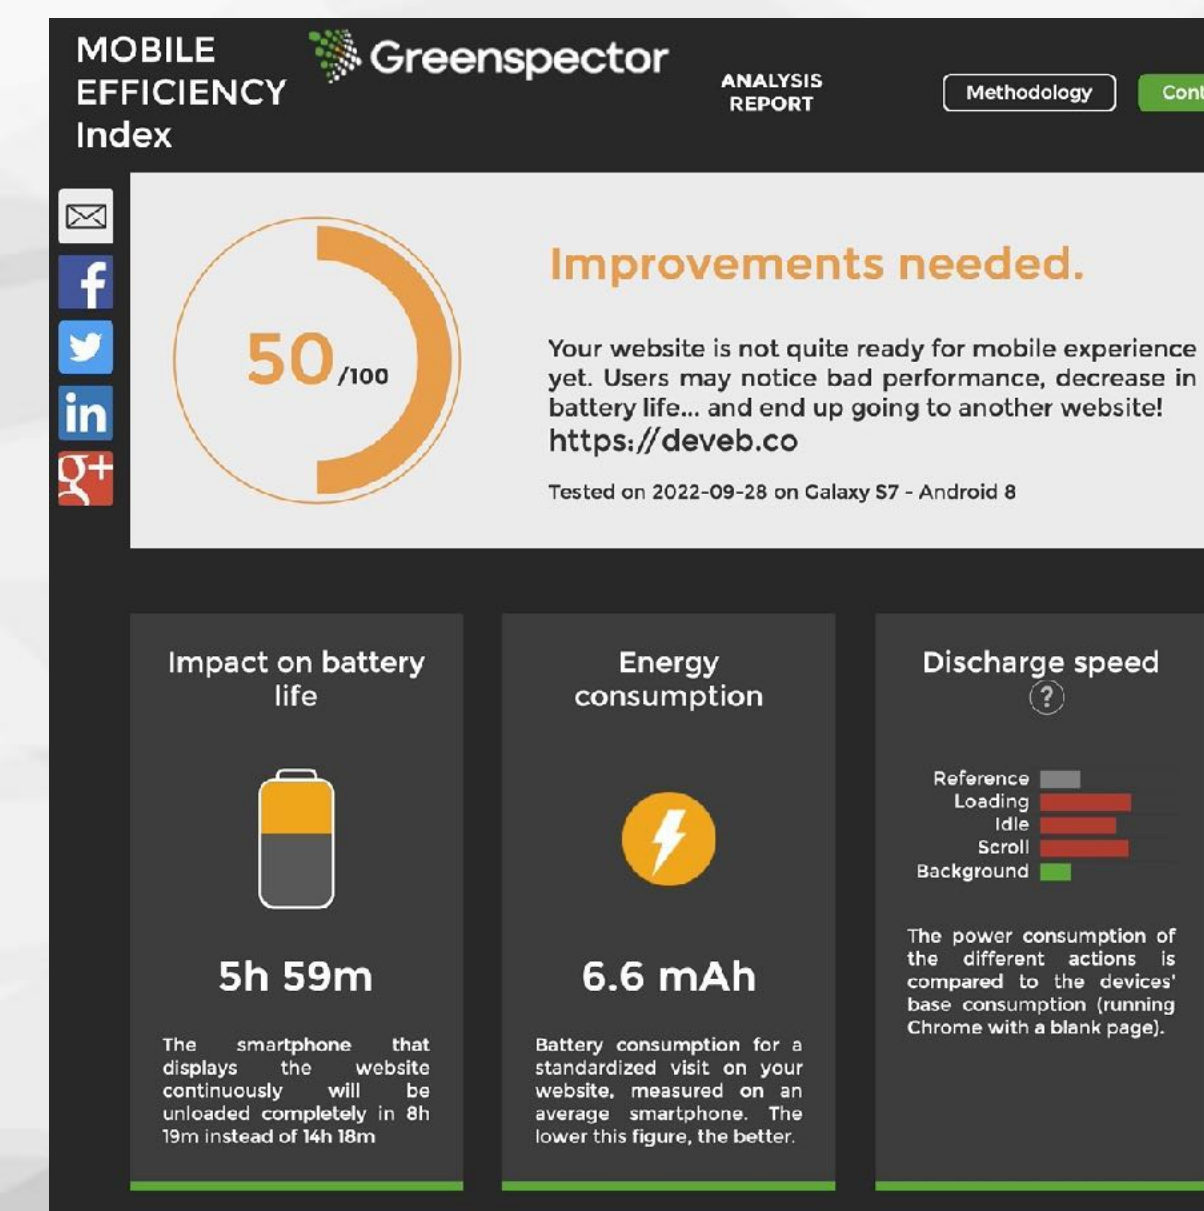 MOBILE
EFFICIENCY
Index
Greenspector
ANALYSIS
REPORT
Methodology
Cont
50/100
Improvements needed.
Your website is not quite ready for mobile experience
yet. Users may notice bad performance, decrease in
battery life... and end up going to another website!
https://deveb.co
Tested on 2022-09-28 on Galaxy S7 - Android 8
f
in
g+
Impact on battery
life
5h 59m
The smartphone that
displays the website
continuously will be
unloaded completely in 8h
19m instead of 14h 18m
Energy
consumption
6.6 mAh
Battery consumption for a
standardized visit on your
website, measured on an
average smartphone. The
lower this figure, the better.
Discharge speed
?
Reference
Loading
Idle
Scroll
Background
The power consumption of
the different actions is
compared to the devices'
base consumption (running
Chrome with a blank page).